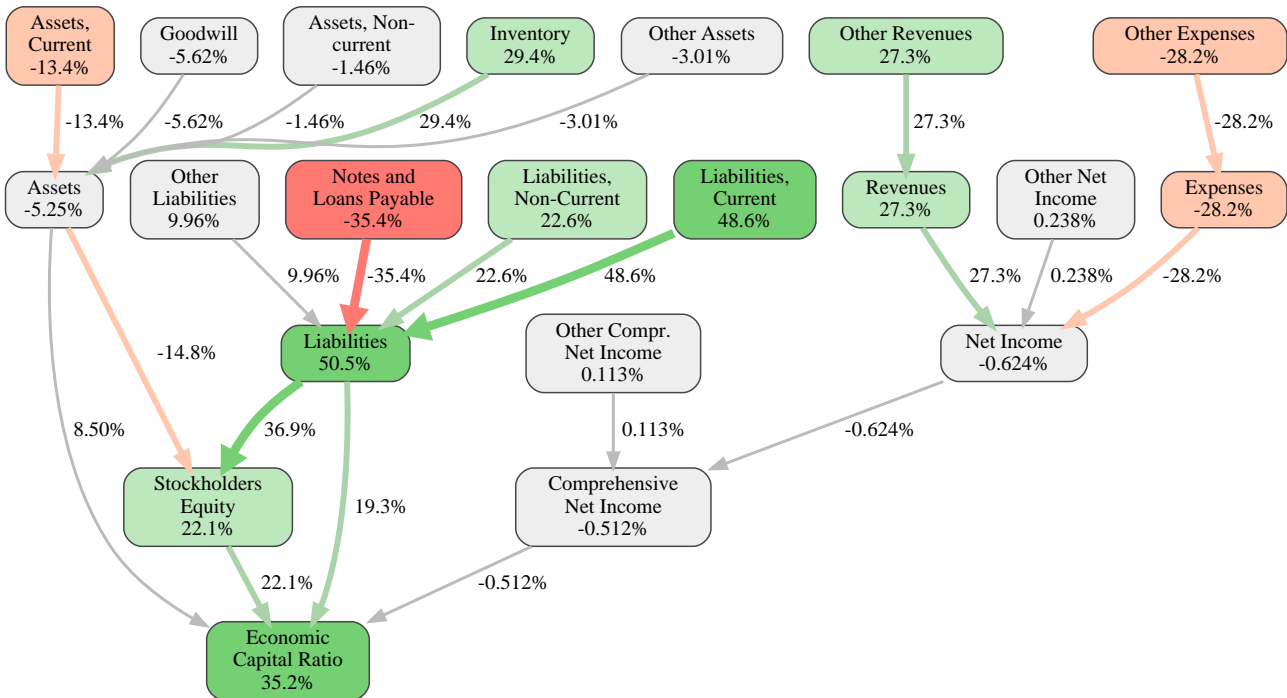 Assets,
Current
-13.4%
Goodwill
-5.62%
Assets, Non-
current
-1.46%
Inventory
29.4%
Other Assets
-3.01%
Other Revenues
27.3%
Other Expenses
-28.2%
-13.4%
-5.62%
-1.46%
29.4%
-3.01%
27.3%
-28.2%
Assets
-5.25%
Other
Liabilities
9.96%
Notes and
Loans Payable
-35.4%
Liabilities,
Non-Current
22.6%
Liabilities,
Current
48.6%
Revenues
27.3%
Other Net
Income
0.238%
Expenses
-28.2%
9.96%
-35.4%
22.6%
48.6%
27.3%
0.238%
-28.2%
-14.8%
Liabilities
50.5%
Other Compr.
Net Income
0.113%
Net Income
-0.624%
8.50%
36.9%
0.113%
-0.624%
Stockholders
Equity
22.1%
19.3%
Comprehensive
Net Income
-0.512%
22.1%
-0.512%
Economic
Capital Ratio
35.2%